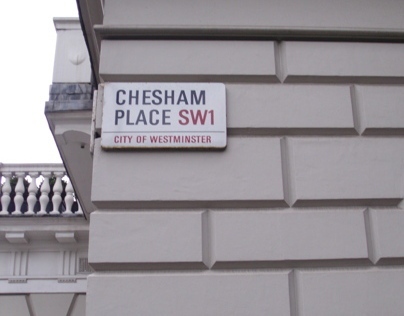 CHESHAM
PLACE SW1
CITY OF WESTMINSTER